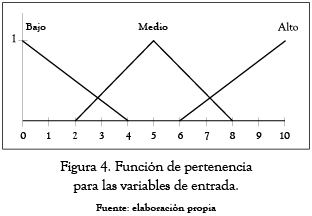 Bajo Medio Alto
1
0 1 2 3 4 5 6 7 8 9 10
Figura 4. Función de pertenencia
para las variables de entrada.
Fuente: elaboración propia